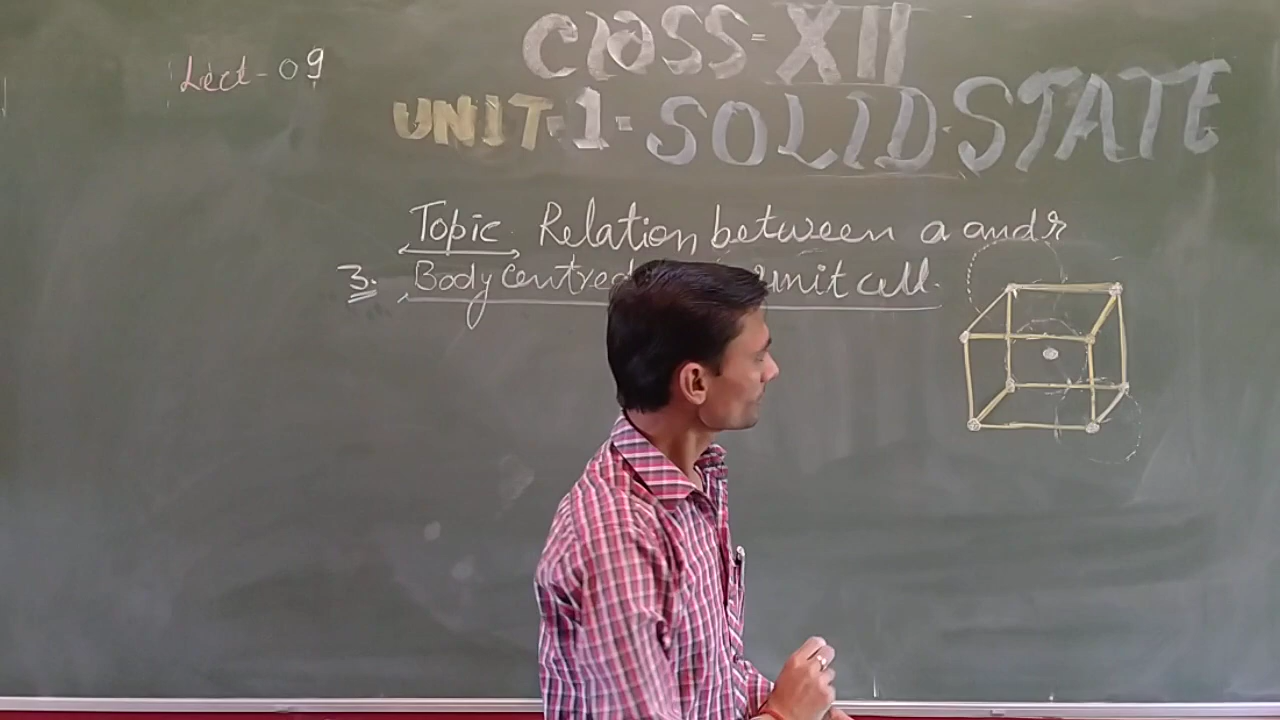 Lect-09
Class-XII
UNIT-1-SOLID-STATE
Topic Relation between a and r
3. Body centred unit cell.